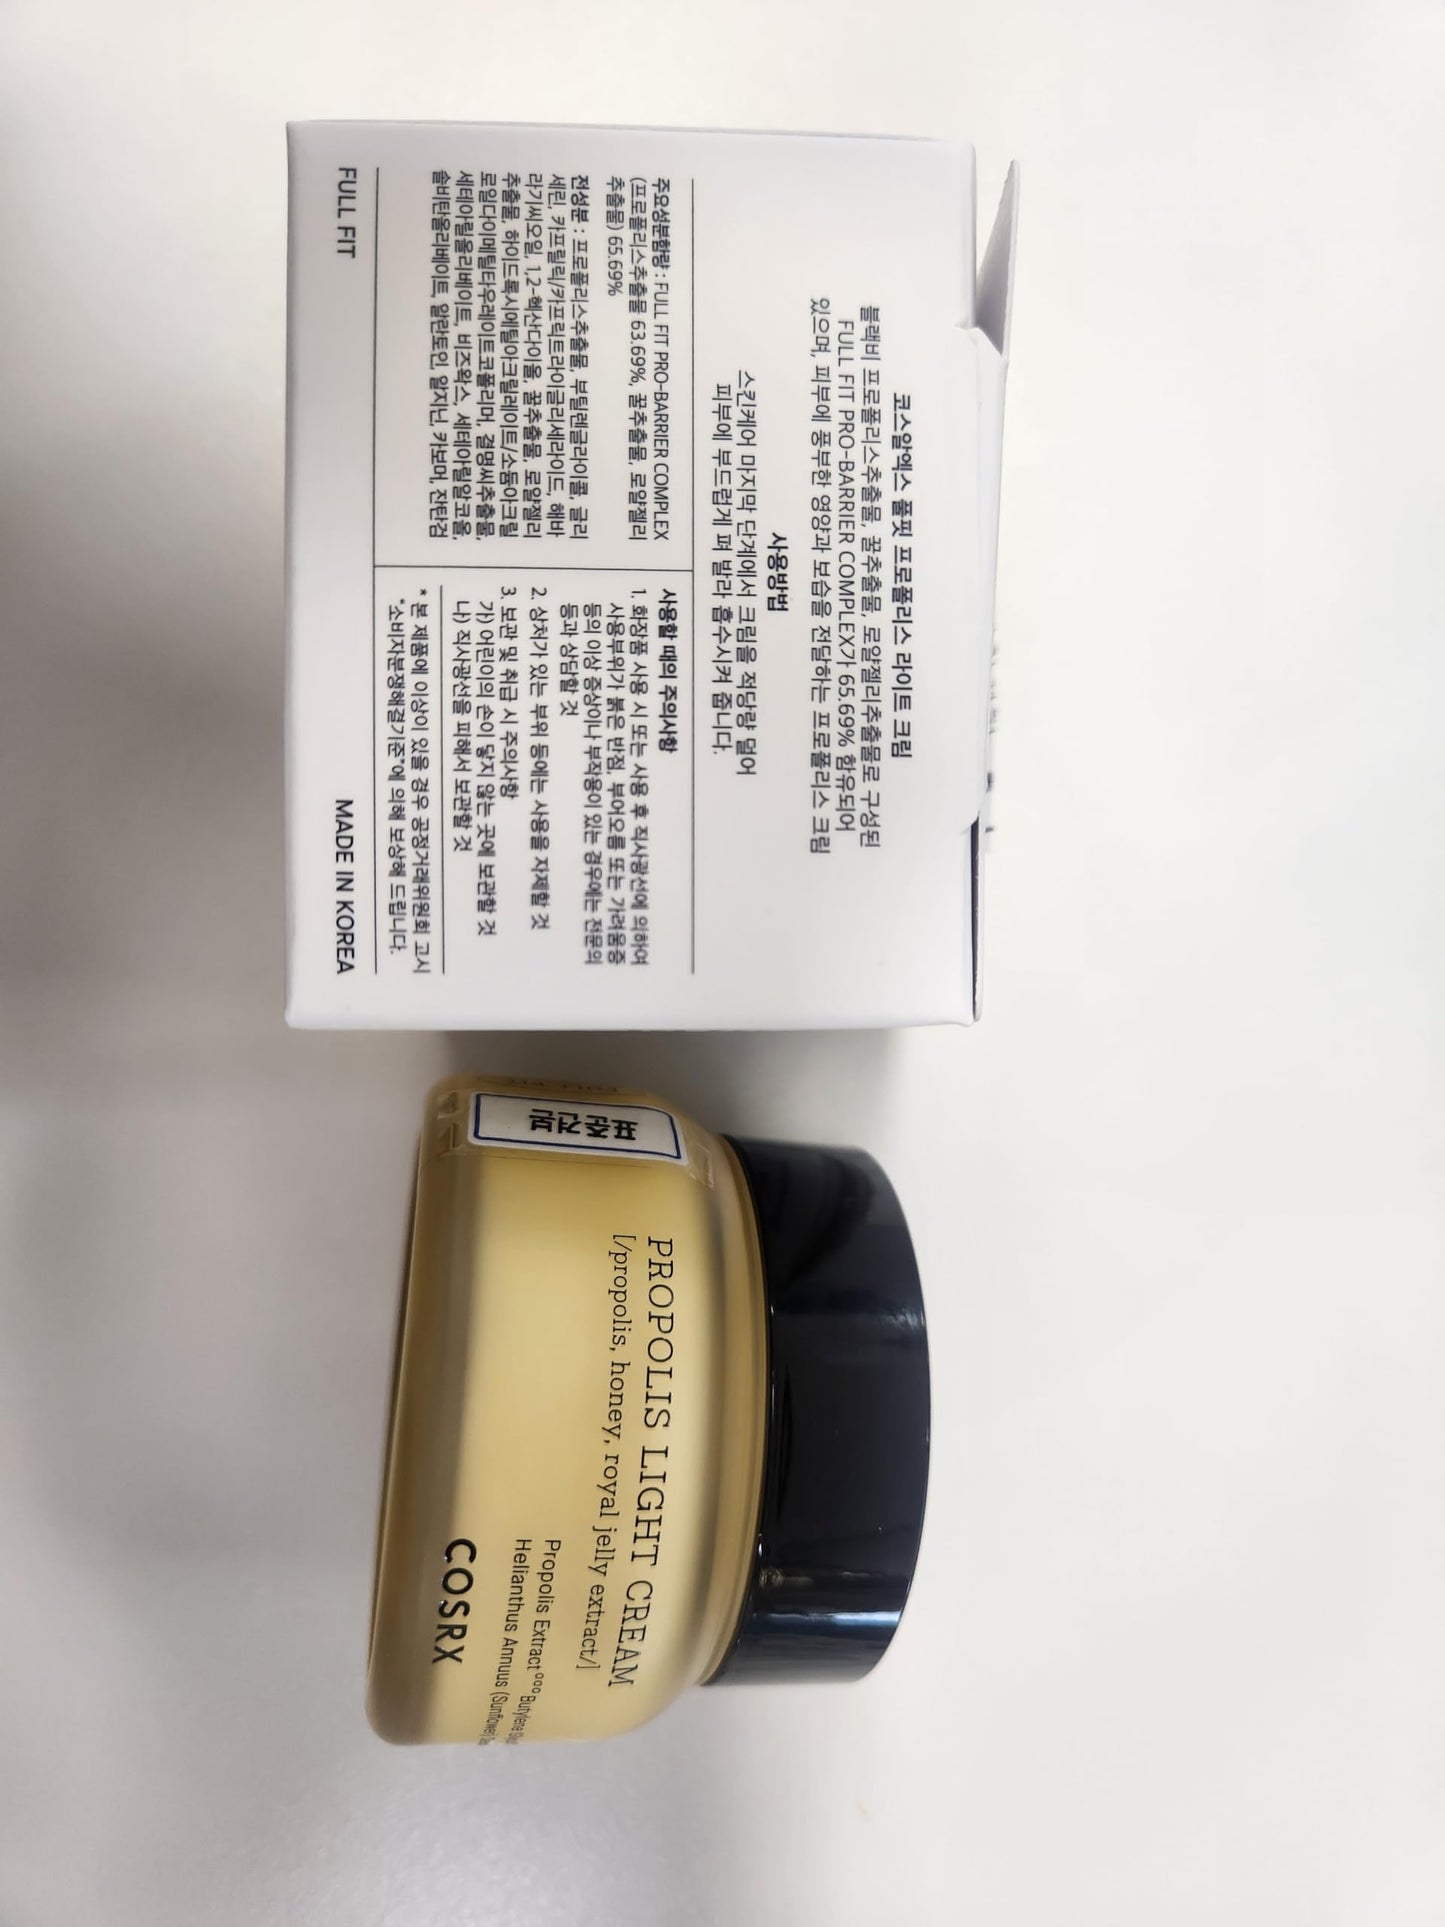 코스알엑스 풀핏 프로폴리스 라이트 크림
블랙비 프로폴리스추출물, 꿀추출물, 로얄젤리추출물로 구성된
FULL FIT PRO-BARRIER COMPLEX가 65.69% 함유되어
있으며, 피부에 풍부한 영양과 보습을 전달하는 프로폴리스 크림
사용방법
스킨케어 마지막 단계에서 크림을 적당량 덜어
피부에 부드럽게 펴 발라 흡수시켜 줍니다.
주요성분함량 : FULL FIT PRO-BARRIER COMPLEX
(프로폴리스추출물 63.69%, 꿀추출물, 로얄젤리
추출물) 65.69%
전성분 : 프로폴리스추출물, 부틸렌글라이콜, 글리
세린, 카프릴릭/카프릭트라이글리세라이드, 해바
라기씨오일, 1,2-헥산다이올, 꿀추출물, 로얄젤리
추출물, 하이드록시에틸아크릴레이트/소듐아크릴
로일다이메틸타우레이트코폴리머, 결명씨추출물,
세테아릴올리베이트, 비즈왁스, 세테아릴알코올,
솔비탄올리베이트, 알란토인, 알지닌, 카보머, 잔탄검
사용할 때의 주의사항
1. 화장품 사용 시 또는 사용 후 직사광선에 의하여
사용부위가 붉은 반점, 부어오름 또는 가려움증
등의 이상 증상이나 부작용이 있는 경우에는 전문의
등과 상담할 것
2. 상처가 있는 부위 등에는 사용을 자제할 것
3. 보관 및 취급 시 주의사항
가) 어린이의 손이 닿지 않는 곳에 보관할 것
나) 직사광선을 피해서 보관할 것
* 본 제품에 이상이 있을 경우 공정거래위원회 고시
"소비자분쟁해결기준"에 의해 보상해 드립니다.
FULL FIT
MADE IN KOREA
표준견본
PROPOLIS LIGHT CREAM
[/propolis, honey, royal jelly extract/]
Propolis Extract°°° Butylene
Helianthus Annuus (Sunflower)
COSRX